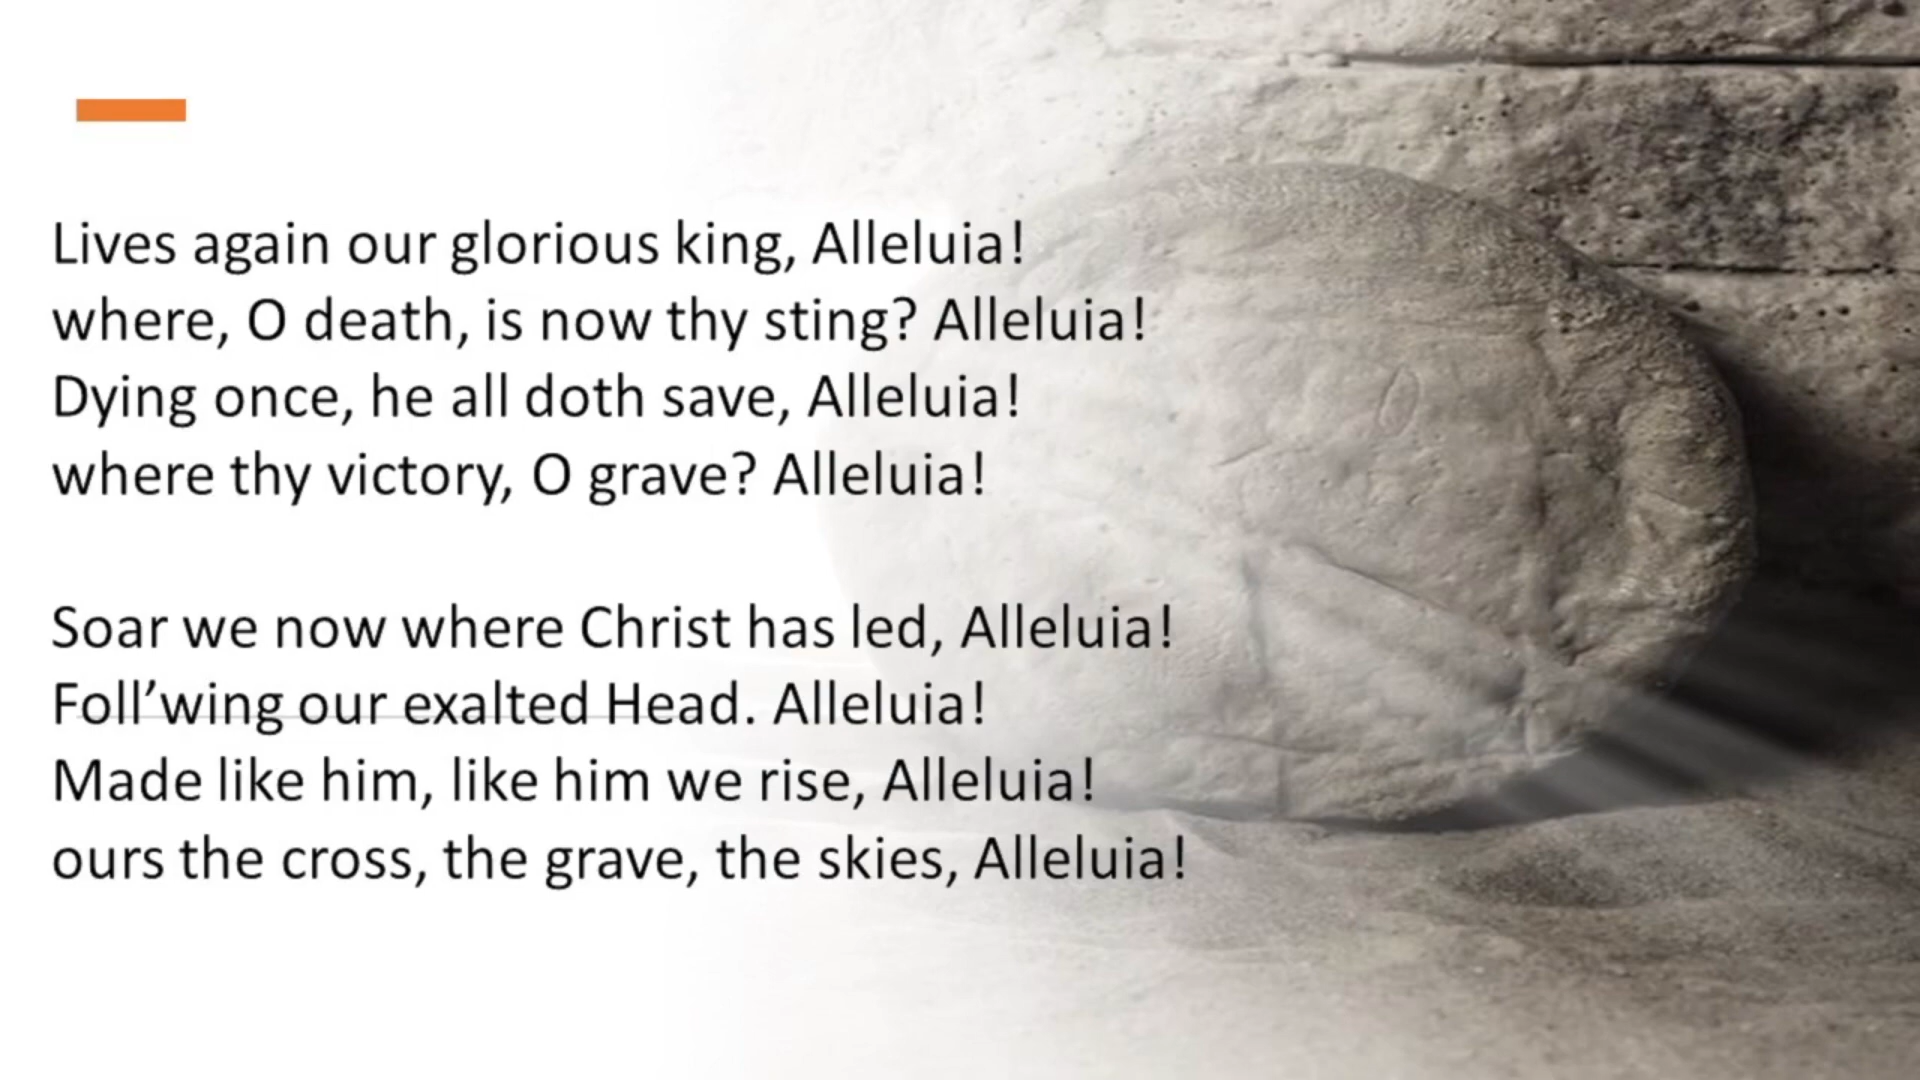 Lives again our glorious king, Alleluia!
where, O death, is now thy sting? Alleluia!
Dying once, he all doth save, Alleluia!
where thy victory, O grave? Alleluia!
Soar we now where Christ has led, Alleluia!
Foll’wing our exalted Head. Alleluia!
Made like him, like him we rise, Alleluia!
ours the cross, the grave, the skies, Alleluia!